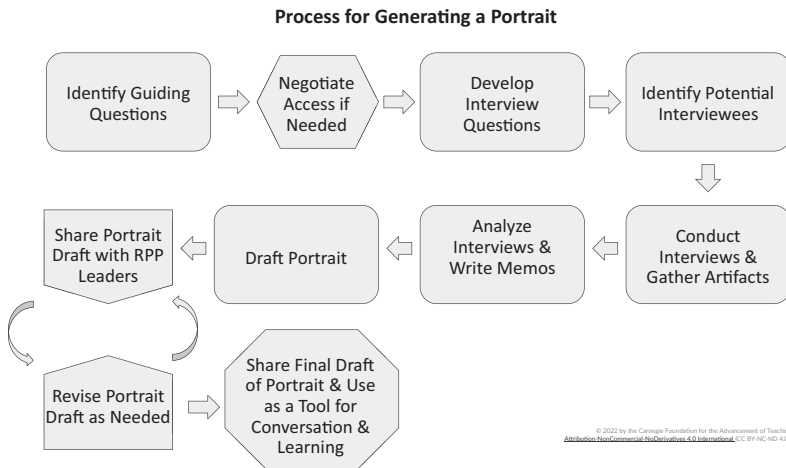 Process for Generating a Portrait
Identify Guiding
Questions
Negotiate
Access if
Needed
Develop
Interview
Questions
Identify Potential
Interviewees
Conduct
Interviews &
Gather Artifacts
Analyze
Interviews &
Write Memos
Draft Portrait
Share Portrait
Draft with RPP
Leaders
Revise Portrait
Draft as Needed
Share Final Draft
of Portrait & Use
as a Tool for
Conversation &
Learning
© 2022 by the Carnegie Foundation for the Advancement of Teachin
Attribution-NonCommercial-NoDerivatives 4.0 International (CC BY-NC-ND 4.0